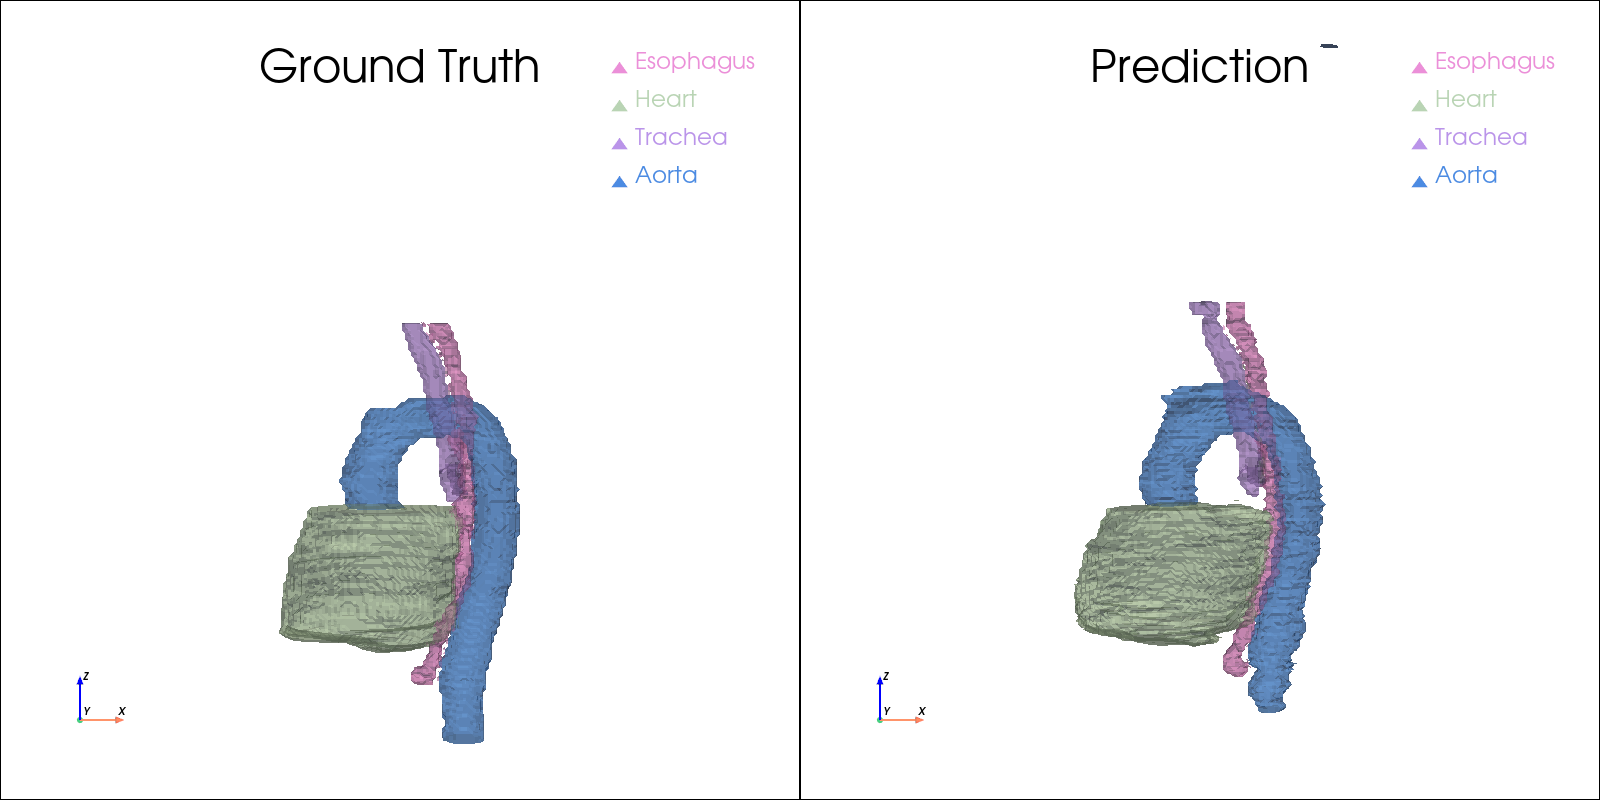 Ground Truth
Esophagus
Heart
Trachea
Aorta
Z
Y
X
Prediction
Esophagus
Heart
Trachea
Aorta
Z
Y
X